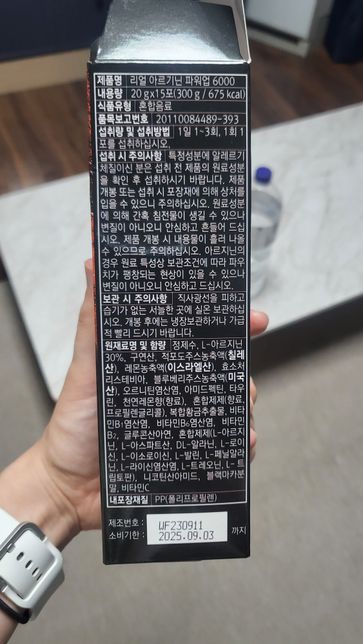 제품명 리얼 아르기닌 파워업 6000
내용량 20 g x 15포(300 g / 675 kcal)
식품유형 혼합음료
품목보고번호 20110084489-393
섭취량 및 섭취방법 1일 1~3회, 1회 1
포를 섭취하십시오.
섭취 시 주의사항 특정성분에 알레르기
체질이신 분은 섭취 전 제품의 원료성분
을 확인 후 섭취하시기 바랍니다. 제품
개봉 또는 섭취 시 포장재에 의해 상처를
입을 수 있으니 주의하십시오. 원료성분
에 의해 간혹 침전물이 생길 수 있으나
변질이 아니오니 안심하고 흔들어 드십
시오. 제품 개봉 시 내용물이 흘러 나올
수 있으므로 주의하십시오. 아르지닌의
경우 원료 특성상 보관조건에 따라 파우
치가 팽창되는 현상이 있을 수 있으나
변질이 아니오니 안심하고 드십시오.
보관 시 주의사항 직사광선을 피하고
습기가 없는 서늘한 곳에 실온 보관하십
시오. 개봉 후에는 냉장보관하거나 가급
적 빨리 드시기 바랍니다.
원재료명 및 함량 정제수, L-아르지닌
30%, 구연산, 적포도주농축액(칠레
산), 레몬농축액(이스라엘산), 효소처
리스테비아, 블루베리주스농축액(미국
산), 오르니틴염산염, 아미드펙틴, 타우
린, 천연레몬향(향료, 혼합제제(향료,
프로필렌글리콜), 복합황금추출물, 비타
민B₁염산염, 비타민B₆염산염, 비타민
B₂, 글루콘산아연, 혼합제제(L-아르지
닌, L-아스파트산, DL-알라닌, L-로이
신, L-이소로이신, L-발린, L-페닐알라
닌, L-라이신염산염, L-트레오닌, L-트
립토판), 니코틴산아미드, 블랙마카분
말, 비타민C
내포장재질 PP(폴리프로필렌)
제조번호 : WF230911
소비기한 : 2025.09.03 까지